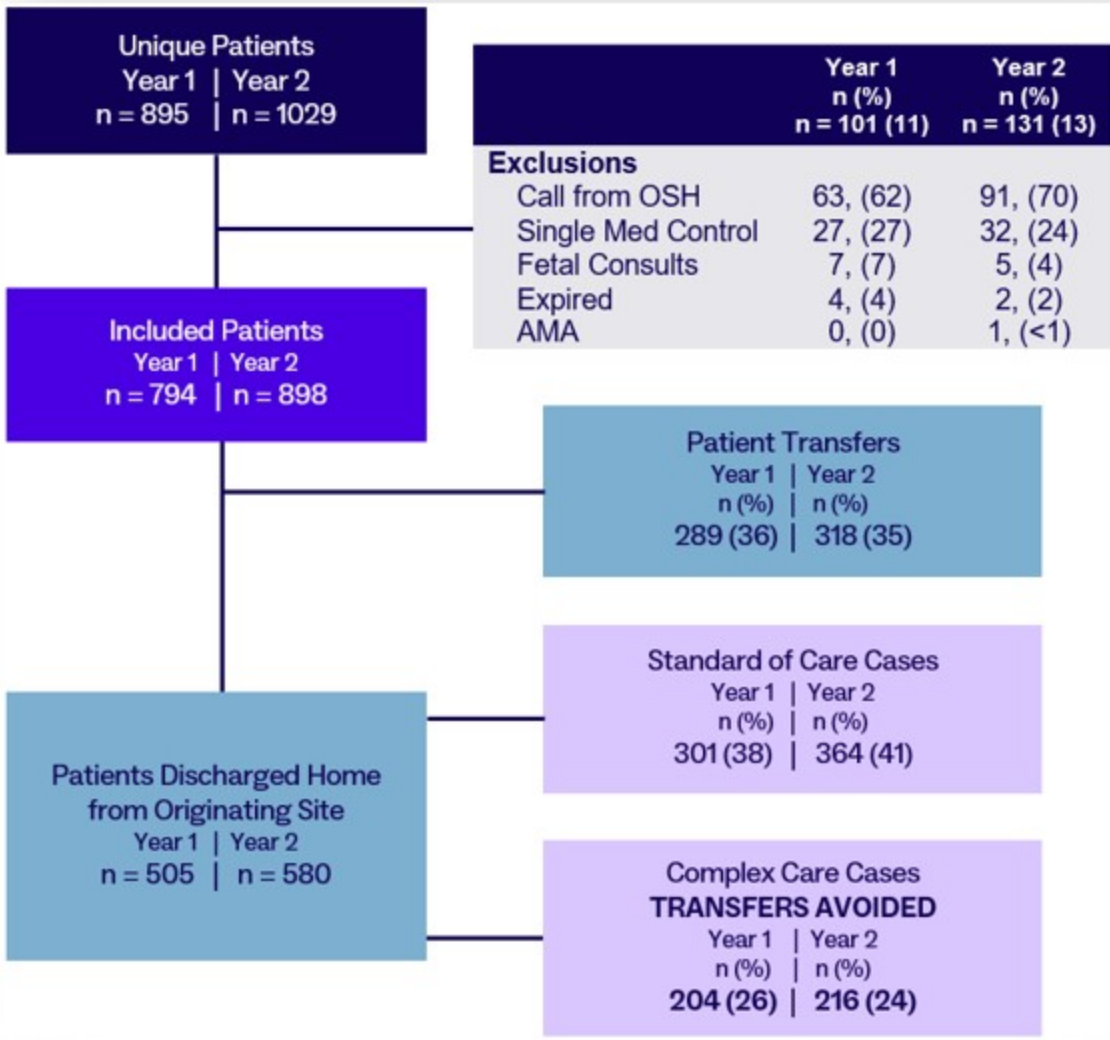 Unique Patients
Year 1 | Year 2
n = 895 | n = 1029
Year 1 Year 2
n (%) n (%)
n = 101 (11) n = 131 (13)
Exclusions
Call from OSH 63, (62) 91, (70)
Single Med Control 27, (27) 32, (24)
Fetal Consults 7, (7) 5, (4)
Expired 4, (4) 2, (2)
AMA 0, (0) 1, (<1)
Included Patients
Year 1 | Year 2
n = 794 | n = 898
Patient Transfers
Year 1 | Year 2
n (%) | n (%)
289 (36) | 318 (35)
Standard of Care Cases
Year 1 | Year 2
n (%) | n (%)
301 (38) | 364 (41)
Patients Discharged Home
from Originating Site
Year 1 | Year 2
n = 505 | n = 580
Complex Care Cases
TRANSFERS AVOIDED
Year 1 | Year 2
n (%) | n (%)
204 (26) | 216 (24)